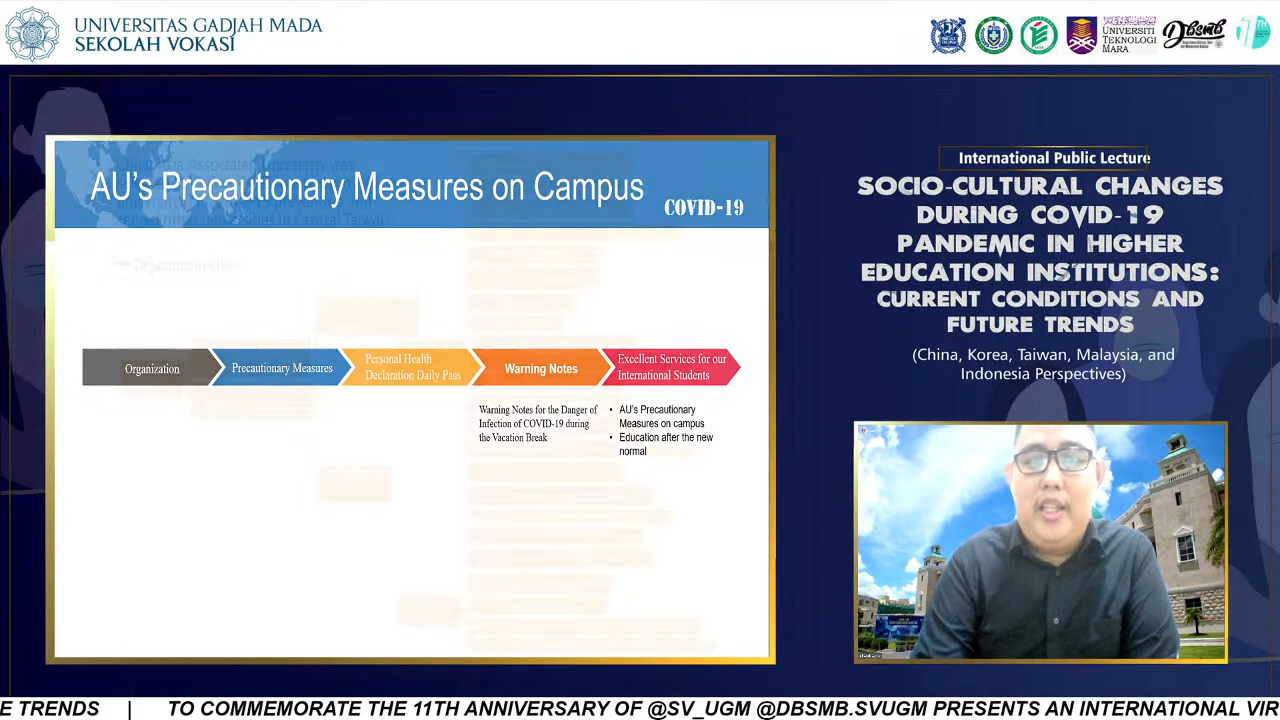 UNIVERSITAS GADJAH MADA
SEKOLAH VOKASI
UNIVERSITI
TEKNOLOGI
MARA
Dbsmb
AU's Precautionary Measures on Campus
COVID-19
Organization
Precautionary Measures
Personal Health
Declaration Daily Pass
Warning Notes
Excellent Services for our
International Students
Warning Notes for the Danger of
Infection of COVID-19 during
the Vacation Break
• AU's Precautionary
Measures on campus
• Education after the new
normal
International Public Lecture
SOCIO-CULTURAL CHANGES
DURING COVID-19
PANDEMIC IN HIGHER
EDUCATION INSTITUTIONS:
CURRENT CONDITIONS AND
FUTURE TRENDS
(China, Korea, Taiwan, Malaysia, and
Indonesia Perspectives)
E TRENDS | TO COMMEMORATE THE 11TH ANNIVERSARY OF @SV_UGM @DBSMB.SVUGM PRESENTS AN INTERNATIONAL VIR